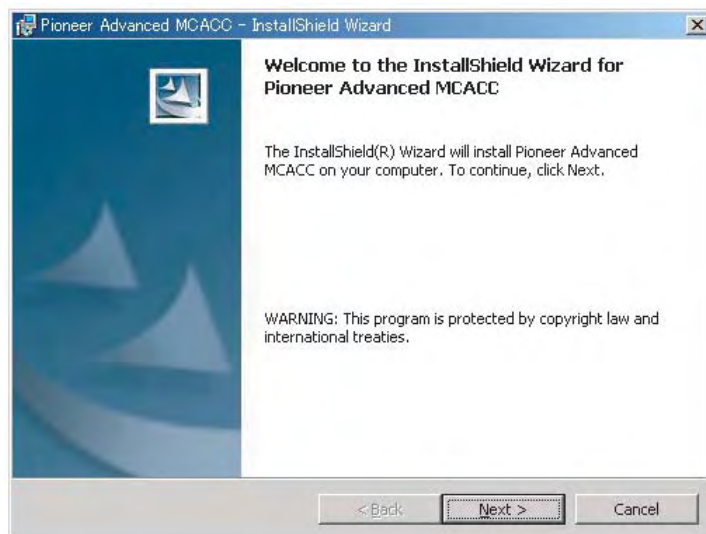 Pioneer Advanced MCACC - InstallShield Wizard
Welcome to the InstallShield Wizard for
Pioneer Advanced MCACC
The InstallShield(R) Wizard will install Pioneer Advanced
MCACC on your computer. To continue, click Next.
WARNING: This program is protected by copyright law and
international treaties.
< Back
Next >
Cancel